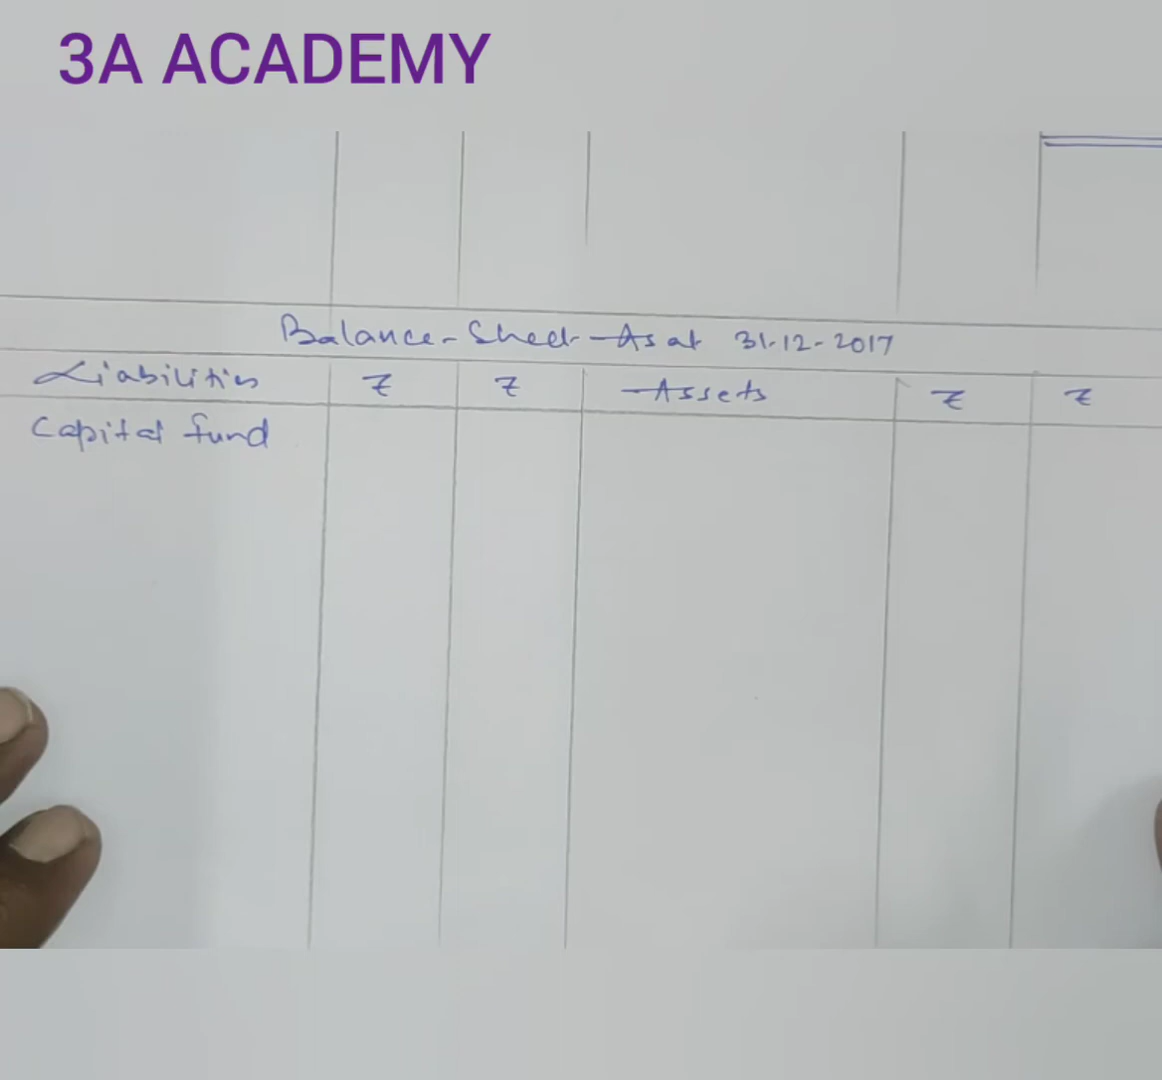 3A ACADEMY
Balance-Sheet As at 31-12-2017
Liabilities ₹ ₹ Assets ₹ ₹
Capital fund